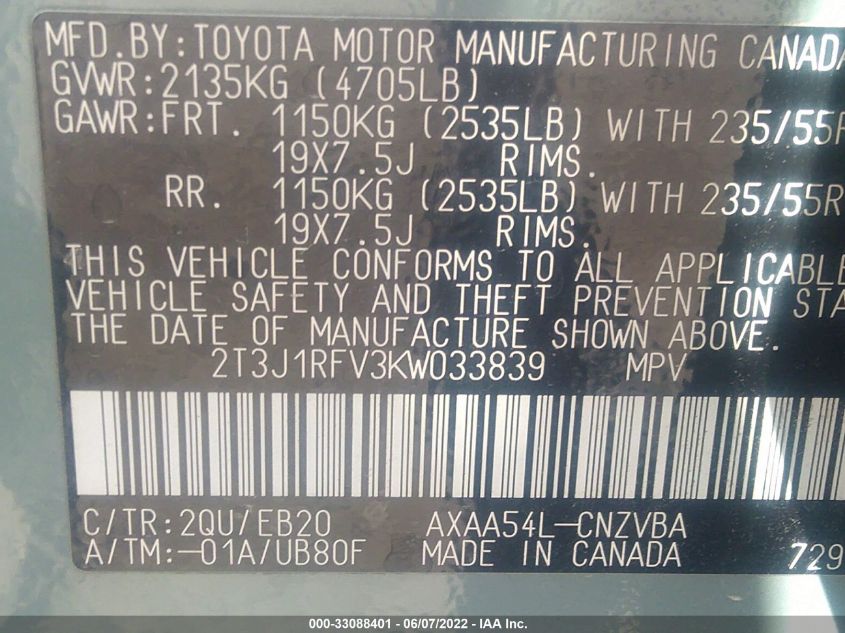 MFD.BY:TOYOTA MOTOR MANUFACTURING CANADA
GVWR:2135KG (4705LB)
GAWR:FRT. 1150KG (2535LB) WITH 235/55R
19X7.5J RIMS.
RR. 1150KG (2535LB) WITH 235/55R
19X7.5J RIMS.
THIS VEHICLE CONFORMS TO ALL APPLICABLE
VEHICLE SAFETY AND THEFT PREVENTION STA
THE DATE OF MANUFACTURE SHOWN ABOVE.
2T3J1RFV3KW033839 MPV
C/TR:2QU/EB20 AXAA54L-CNZVBA
A/TM:-01A/UB80F MADE IN CANADA 729
000-33088401 - 06/07/2022 - IAA Inc.